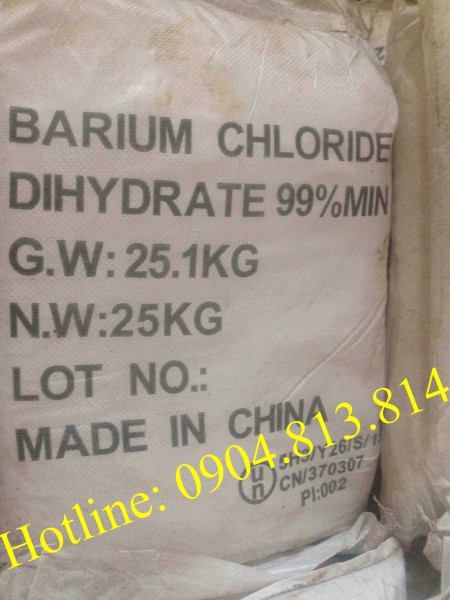 BARIUM CHLORIDE
DIHYDRATE 99%MIN
G.W: 25.1KG
N.W:25KG
LOT NO.:
MADE IN CHINA
un
CN/370307
PI:002
Hotline: 0904.813.814